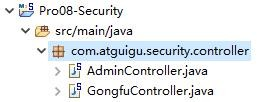 Pro08-Security
src/main/java
com.atguigu.security.controller
AdminController.java
GongfuController.java